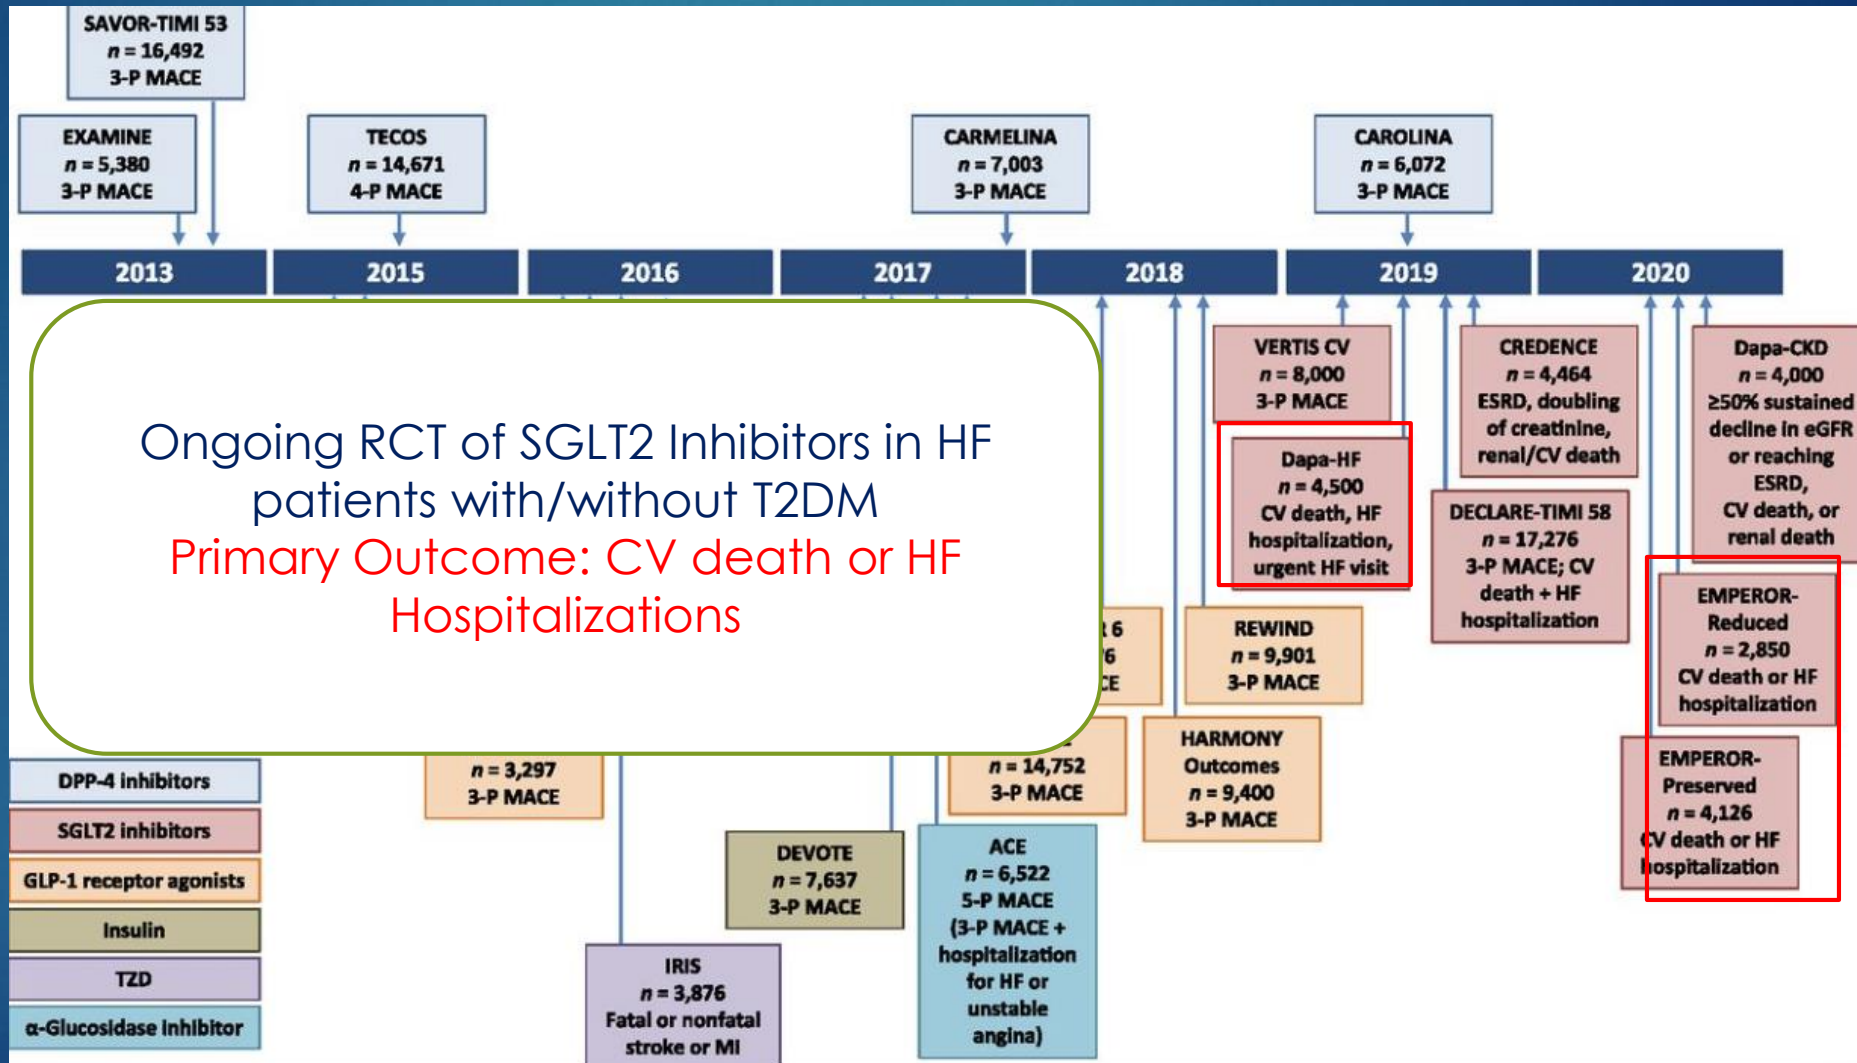 SAVOR-TIMI 53
n = 16,492
3-P MACE
EXAMINE
n = 5,380
3-P MACE
TECOS
n = 14,671
4-P MACE
CARMELINA
n = 7,003
3-P MACE
CAROLINA
n = 6,072
3-P MACE
2013
2015
2016
2017
2018
2019
2020
Ongoing RCT of SGLT2 Inhibitors in HF
patients with/without T2DM
Primary Outcome: CV death or HF
Hospitalizations
VERTIS CV
n = 8,000
3-P MACE
CREDENCE
n = 4,464
ESRD, doubling
of creatinine,
renal/CV death
Dapa-CKD
n = 4,000
≥50% sustained
decline in eGFR
or reaching
ESRD,
CV death, or
renal death
Dapa-HF
n = 4,500
CV death, HF
hospitalization,
urgent HF visit
DECLARE-TIMI 58
n = 17,276
3-P MACE; CV
death + HF
hospitalization
EMPEROR-
Reduced
n = 2,850
CV death or HF
hospitalization
6
6
CE
REWIND
n = 9,901
3-P MACE
n = 3,297
3-P MACE
n = 14,752
3-P MACE
HARMONY
Outcomes
n = 9,400
3-P MACE
EMPEROR-
Preserved
n = 4,126
CV death or HF
hospitalization
DEVOTE
n = 7,637
3-P MACE
ACE
n = 6,522
5-P MACE
(3-P MACE +
hospitalization
for HF or
unstable
angina)
IRIS
n = 3,876
Fatal or nonfatal
stroke or MI
DPP-4 inhibitors
SGLT2 inhibitors
GLP-1 receptor agonists
Insulin
TZD
α-Glucosidase inhibitor